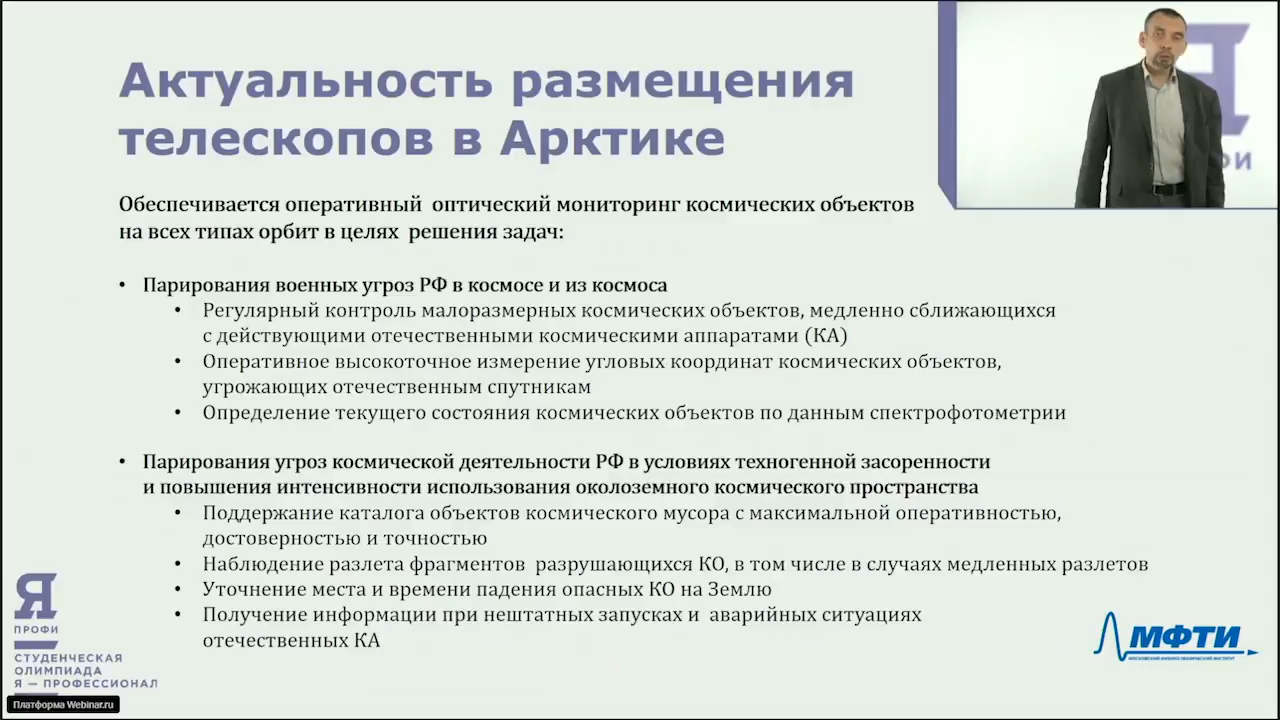 Актуальность размещения
телескопов в Арктике
Обеспечивается оперативный оптический мониторинг космических объектов
на всех типах орбит в целях решения задач:
• Парирования военных угроз РФ в космосе и из космоса
• Регулярный контроль малоразмерных космических объектов, медленно сближающихся
с действующими отечественными космическими аппаратами (КА)
• Оперативное высокоточное измерение угловых координат космических объектов,
угрожающих отечественным спутникам
• Определение текущего состояния космических объектов по данным спектрофотометрии
• Парирования угроз космической деятельности РФ в условиях техногенной засоренности
и повышения интенсивности использования околоземного космического пространства
• Поддержание каталога объектов космического мусора с максимальной оперативностью,
достоверностью и точностью
• Наблюдение разлета фрагментов разрушающихся КО, в том числе в случаях медленных разлетов
• Уточнение места и времени падения опасных КО на Землю
• Получение информации при нештатных запусках и аварийных ситуациях
отечественных КА
Я
ПРОФИ
СТУДЕНЧЕСКАЯ
ОЛИМПИАДА
Я — ПРОФЕССИОНАЛ
Платформа Webinar.ru
МФТИ
МОСКОВСКИЙ ФИЗИКО-ТЕХНИЧЕСКИЙ ИНСТИТУТ